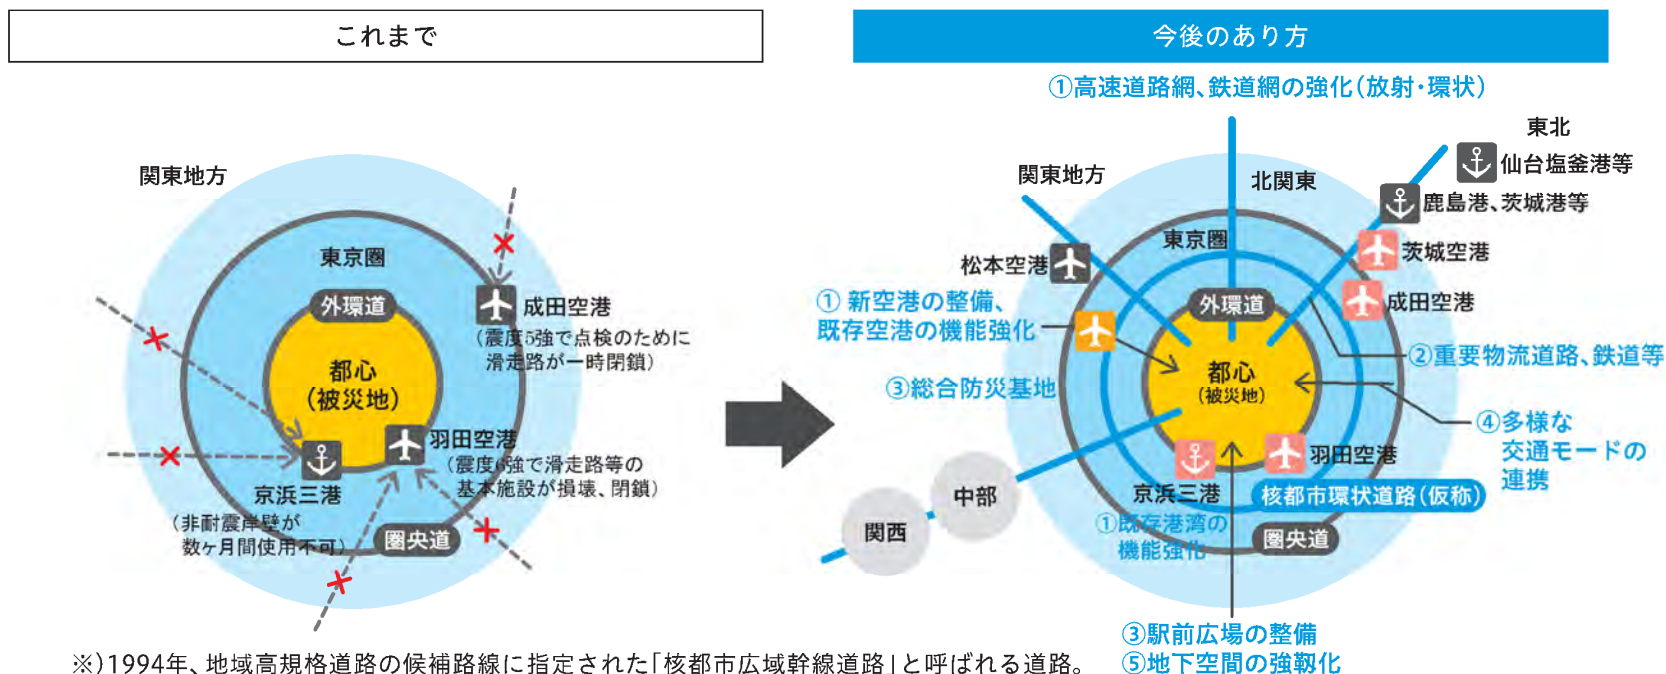 これまで
関東地方
東京圏
外環道
成田空港
(震度5強で点検のために
滑走路が一時閉鎖)
都心
(被災地)
羽田空港
(震度6強で滑走路等の
基本施設が損壊、閉鎖)
京浜三港
(非耐震岸壁が
数ヶ月間使用不可)
圏央道
今後のあり方
①高速道路網、鉄道網の強化(放射・環状)
東北
仙台塩釜港等
関東地方
北関東
鹿島港、茨城港等
東京圏
茨城空港
松本空港
成田空港
① 新空港の整備、
既存空港の機能強化
外環道
②重要物流道路、鉄道等
③総合防災基地
都心
(被災地)
④多様な
交通モードの
連携
羽田空港
京浜三港
核都市環状道路(仮称)
①既存港湾の
機能強化
圏央道
中部
関西
③駅前広場の整備
⑤地下空間の強靱化
※)1994年、地域高規格道路の候補路線に指定された「核都市広域幹線道路」と呼ばれる道路。